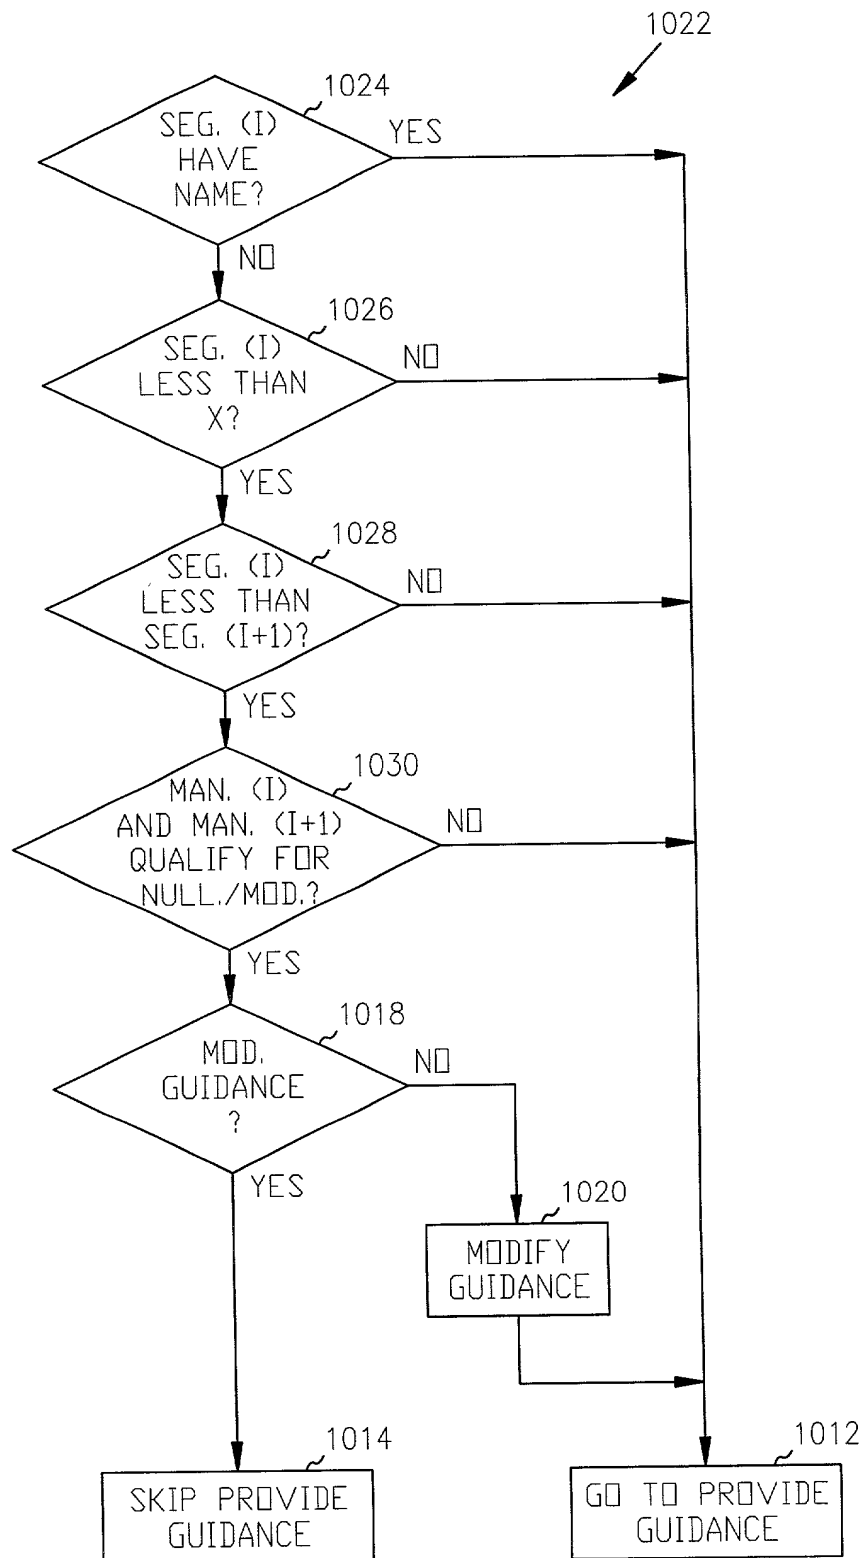 1022
1024
SEG. (I)
HAVE
NAME?
YES
NO
1026
SEG. (I)
LESS THAN
X?
NO
YES
1028
SEG. (I)
LESS THAN
SEG. (I+1)?
NO
YES
1030
MAN. (I)
AND MAN. (I+1)
QUALIFY FOR
NULL./MOD.?
NO
YES
1018
MOD.
GUIDANCE
?
NO
YES
1020
MODIFY
GUIDANCE
1014
SKIP PROVIDE
GUIDANCE
1012
GO TO PROVIDE
GUIDANCE